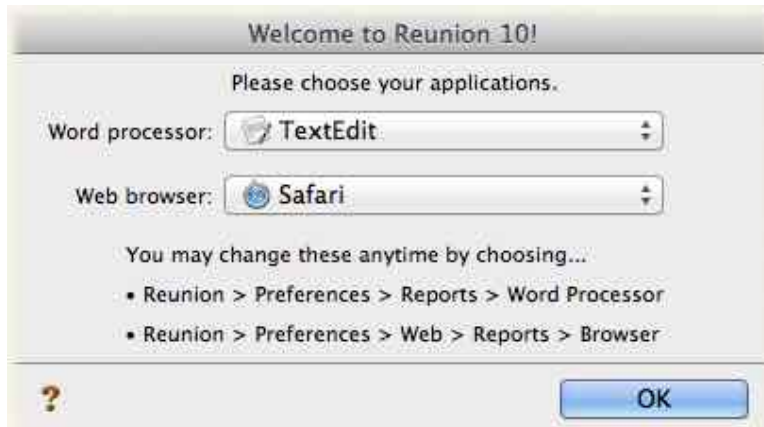 Welcome to Reunion 10!
Please choose your applications.
Word processor: TextEdit
Web browser: Safari
You may change these anytime by choosing...
• Reunion > Preferences > Reports > Word Processor
• Reunion > Preferences > Web > Reports > Browser
? OK